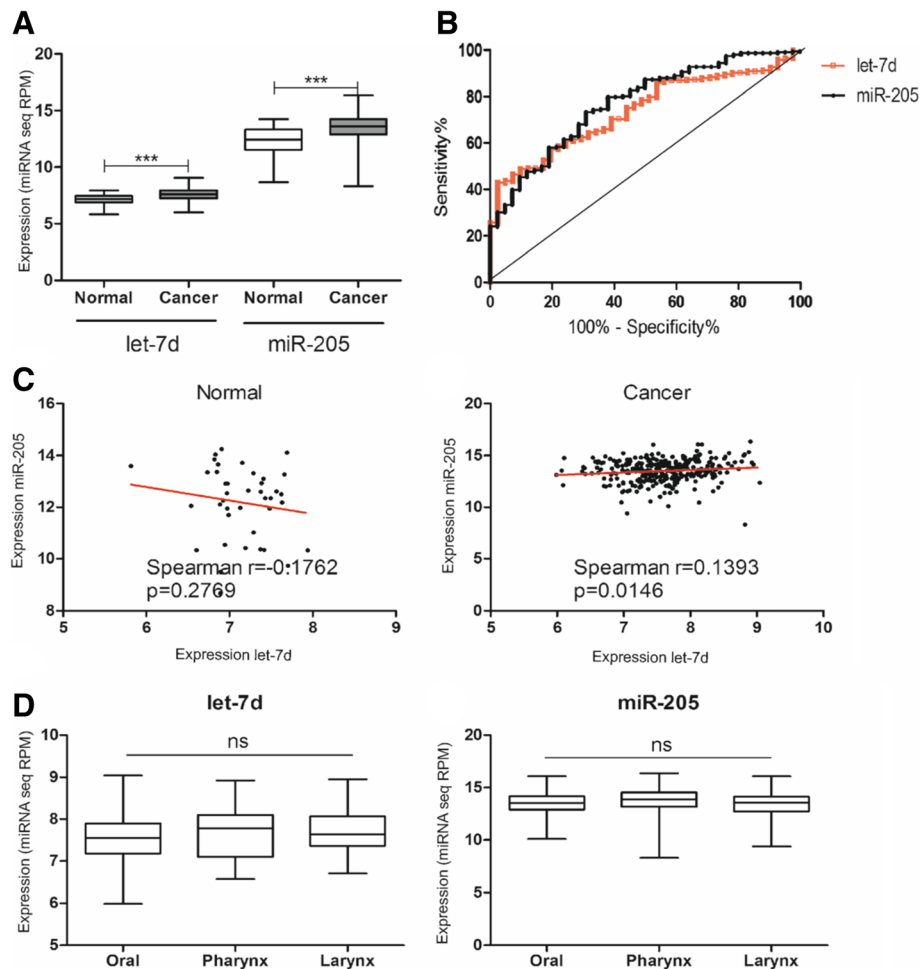 A
Expression (miRNA seq RPM)
20
15
10
5
0
***
***
Normal
Cancer
Normal
Cancer
let-7d
miR-205
B
Sensitivity%
100
80
60
40
20
0
0
20
40
60
80
100
100% - Specificity%
let-7d
miR-205
C
Normal
Expression miR-205
16
14
12
10
8
Spearman r=-0.1762
p=0.2769
5
6
7
8
9
Expression let-7d
Cancer
Expression miR-205
20
15
10
5
0
Spearman r=0.1393
p=0.0146
5
6
7
8
9
10
Expression let-7d
D
let-7d
Expression (miRNA seq RPM)
10
9
8
7
6
5
ns
Oral
Pharynx
Larynx
miR-205
Expression (miRNA seq RPM)
20
15
10
5
0
ns
Oral
Pharynx
Larynx